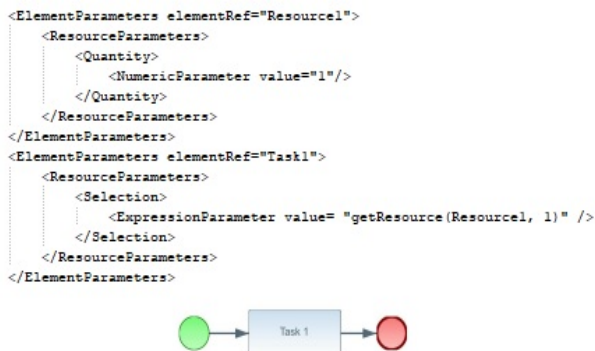 <ElementParameters elementRef="Resource1">
<ResourceParameters>
<Quantity>
<NumericParameter value="1"/>
</Quantity>
</ResourceParameters>
</ElementParameters>
<ElementParameters elementRef="Task1">
<ResourceParameters>
<Selection>
<ExpressionParameter value= "getResource(Resource1, 1)" />
</Selection>
</ResourceParameters>
</ElementParameters>
Task 1